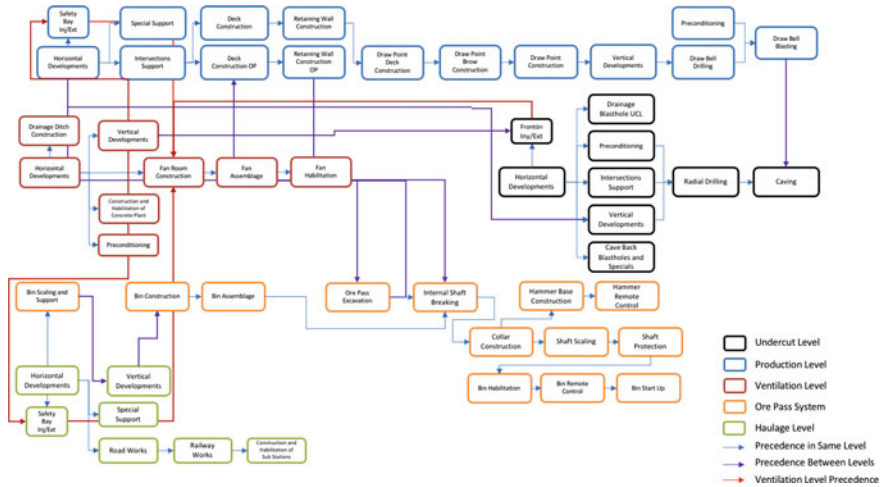 Safety
Bay
Inj/Ext
Special Support
Deck
Construction
Retaining Wall
Construction
Preconditioning
Draw Bell
Blasting
Horizontal
Developments
Intersections
Support
Deck
Construction OP
Retaining Wall
Construction
OP
Draw Point
Deck
Construction
Draw Point
Brow
Construction
Draw Point
Construction
Vertical
Developments
Draw Bell
Drilling
Drainage Ditch
Construction
Vertical
Developments
Frontón
Iny/Ext
Drainage
Blasthole UCL
Preconditioning
Horizontal
Developments
Fan Room
Construction
Fan
Assemblage
Fan
Habilitation
Horizontal
Developments
Intersections
Support
Radial Drilling
Caving
Construction and
Habilitation of
Concrete Plant
Vertical
Developments
Preconditioning
Cave Back
Blastholes and
Specials
Bin Scaling and
Support
Bin Construction
Bin Assemblage
Ore Pass
Excavation
Internal Shaft
Breaking
Hammer Base
Construction
Hammer
Remote
Control
Collar
Construction
Shaft Scaling
Shaft
Protection
Horizontal
Developments
Vertical
Developments
Bin Habilitation
Bin Remote
Control
Bin Start Up
Safety
Bay
Inj/Ext
Special
Support
Road Works
Railway
Works
Construction and
Habilitation of
Sub Stations
Undercut Level
Production Level
Ventilation Level
Ore Pass System
Haulage Level
Precedence in Same Level
Precedence Between Levels
Ventilation Level Precedence